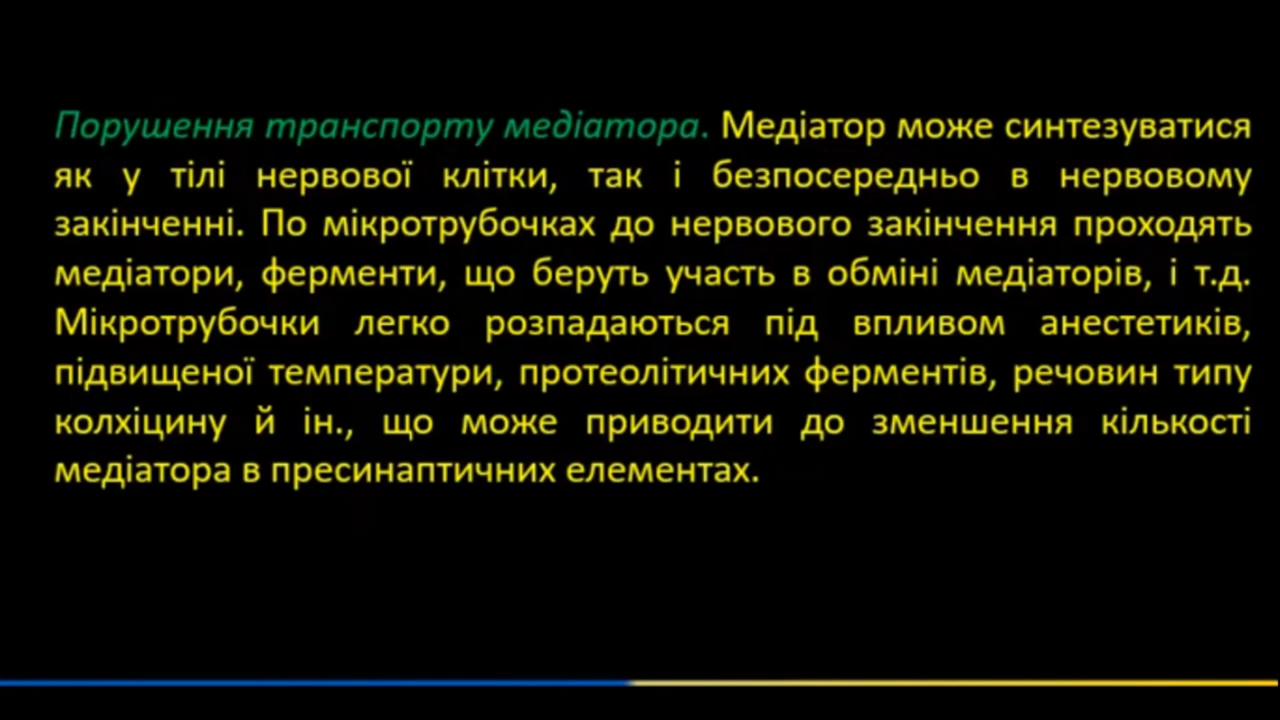 Порушення транспорту медіатора. Медіатор може синтезуватися
як у тілі нервової клітки, так і безпосередньо в нервовому
закінченні. По мікротрубочках до нервового закінчення проходять
медіатори, ферменти, що беруть участь в обміні медіаторів, і т.д.
Мікротрубочки легко розпадаються під впливом анестетиків,
підвищеної температури, протеолітичних ферментів, речовин типу
колхіцину й ін., що може приводити до зменшення кількості
медіатора в пресинаптичних елементах.